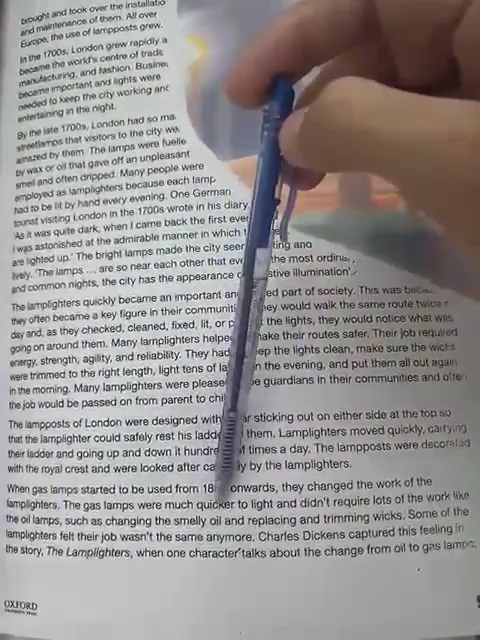 brought and took over the installatio
and maintenance of them. All over
Europe, the use of lampposts grew.
In the 1700s, London grew rapidly a
became the world's centre of trade
manufacturing, and fashion. Busine
became important and lights were
needed to keep the city working and
entertaining in the night.
By the late 1700s, London had so ma
streetlamps that visitors to the city we
amazed by them. The lamps were fuelle
by wax or oil that gave off an unpleasant
smell and often dripped. Many people were
employed as lamplighters because each lamp
had to be lit by hand every evening. One German
tourist visiting London in the 1700s wrote in his diary
'As it was quite dark, when I came back the first eve
I was astonished at the admirable manner in which t
are lighted up.' The bright lamps made the city see ting and
lively. 'The lamps ... are so near each other that eve the most ordinar
and common nights, the city has the appearance o stive illumination'.
The lamplighters quickly became an important an ed part of society. This was beca
they often became a key figure in their communiti hey would walk the same route twice
day and, as they checked, cleaned, fixed, lit, or p the lights, they would notice what was
going on around them. Many lamplighters helpe make their routes safer. Their job required
energy, strength, agility, and reliability. They had ep the lights clean, make sure the wicks
were trimmed to the right length, light tens of la in the evening, and put them all out again
in the morning. Many lamplighters were please be guardians in their communities and often
the job would be passed on from parent to chi
The lampposts of London were designed with ar sticking out on either side at the top so
that the lamplighter could safely rest his ladde them. Lamplighters moved quickly, carrying
their ladder and going up and down it hundre of times a day. The lampposts were decorated
with the royal crest and were looked after ca ly by the lamplighters.
When gas lamps started to be used from 18 onwards, they changed the work of the
lamplighters. The gas lamps were much quicker to light and didn't require lots of the work like
the oil lamps, such as changing the smelly oil and replacing and trimming wicks. Some of the
lamplighters felt their job wasn't the same anymore. Charles Dickens captured this feeling in
the story, The Lamplighters, when one character talks about the change from oil to gas lamps:
OXFORD